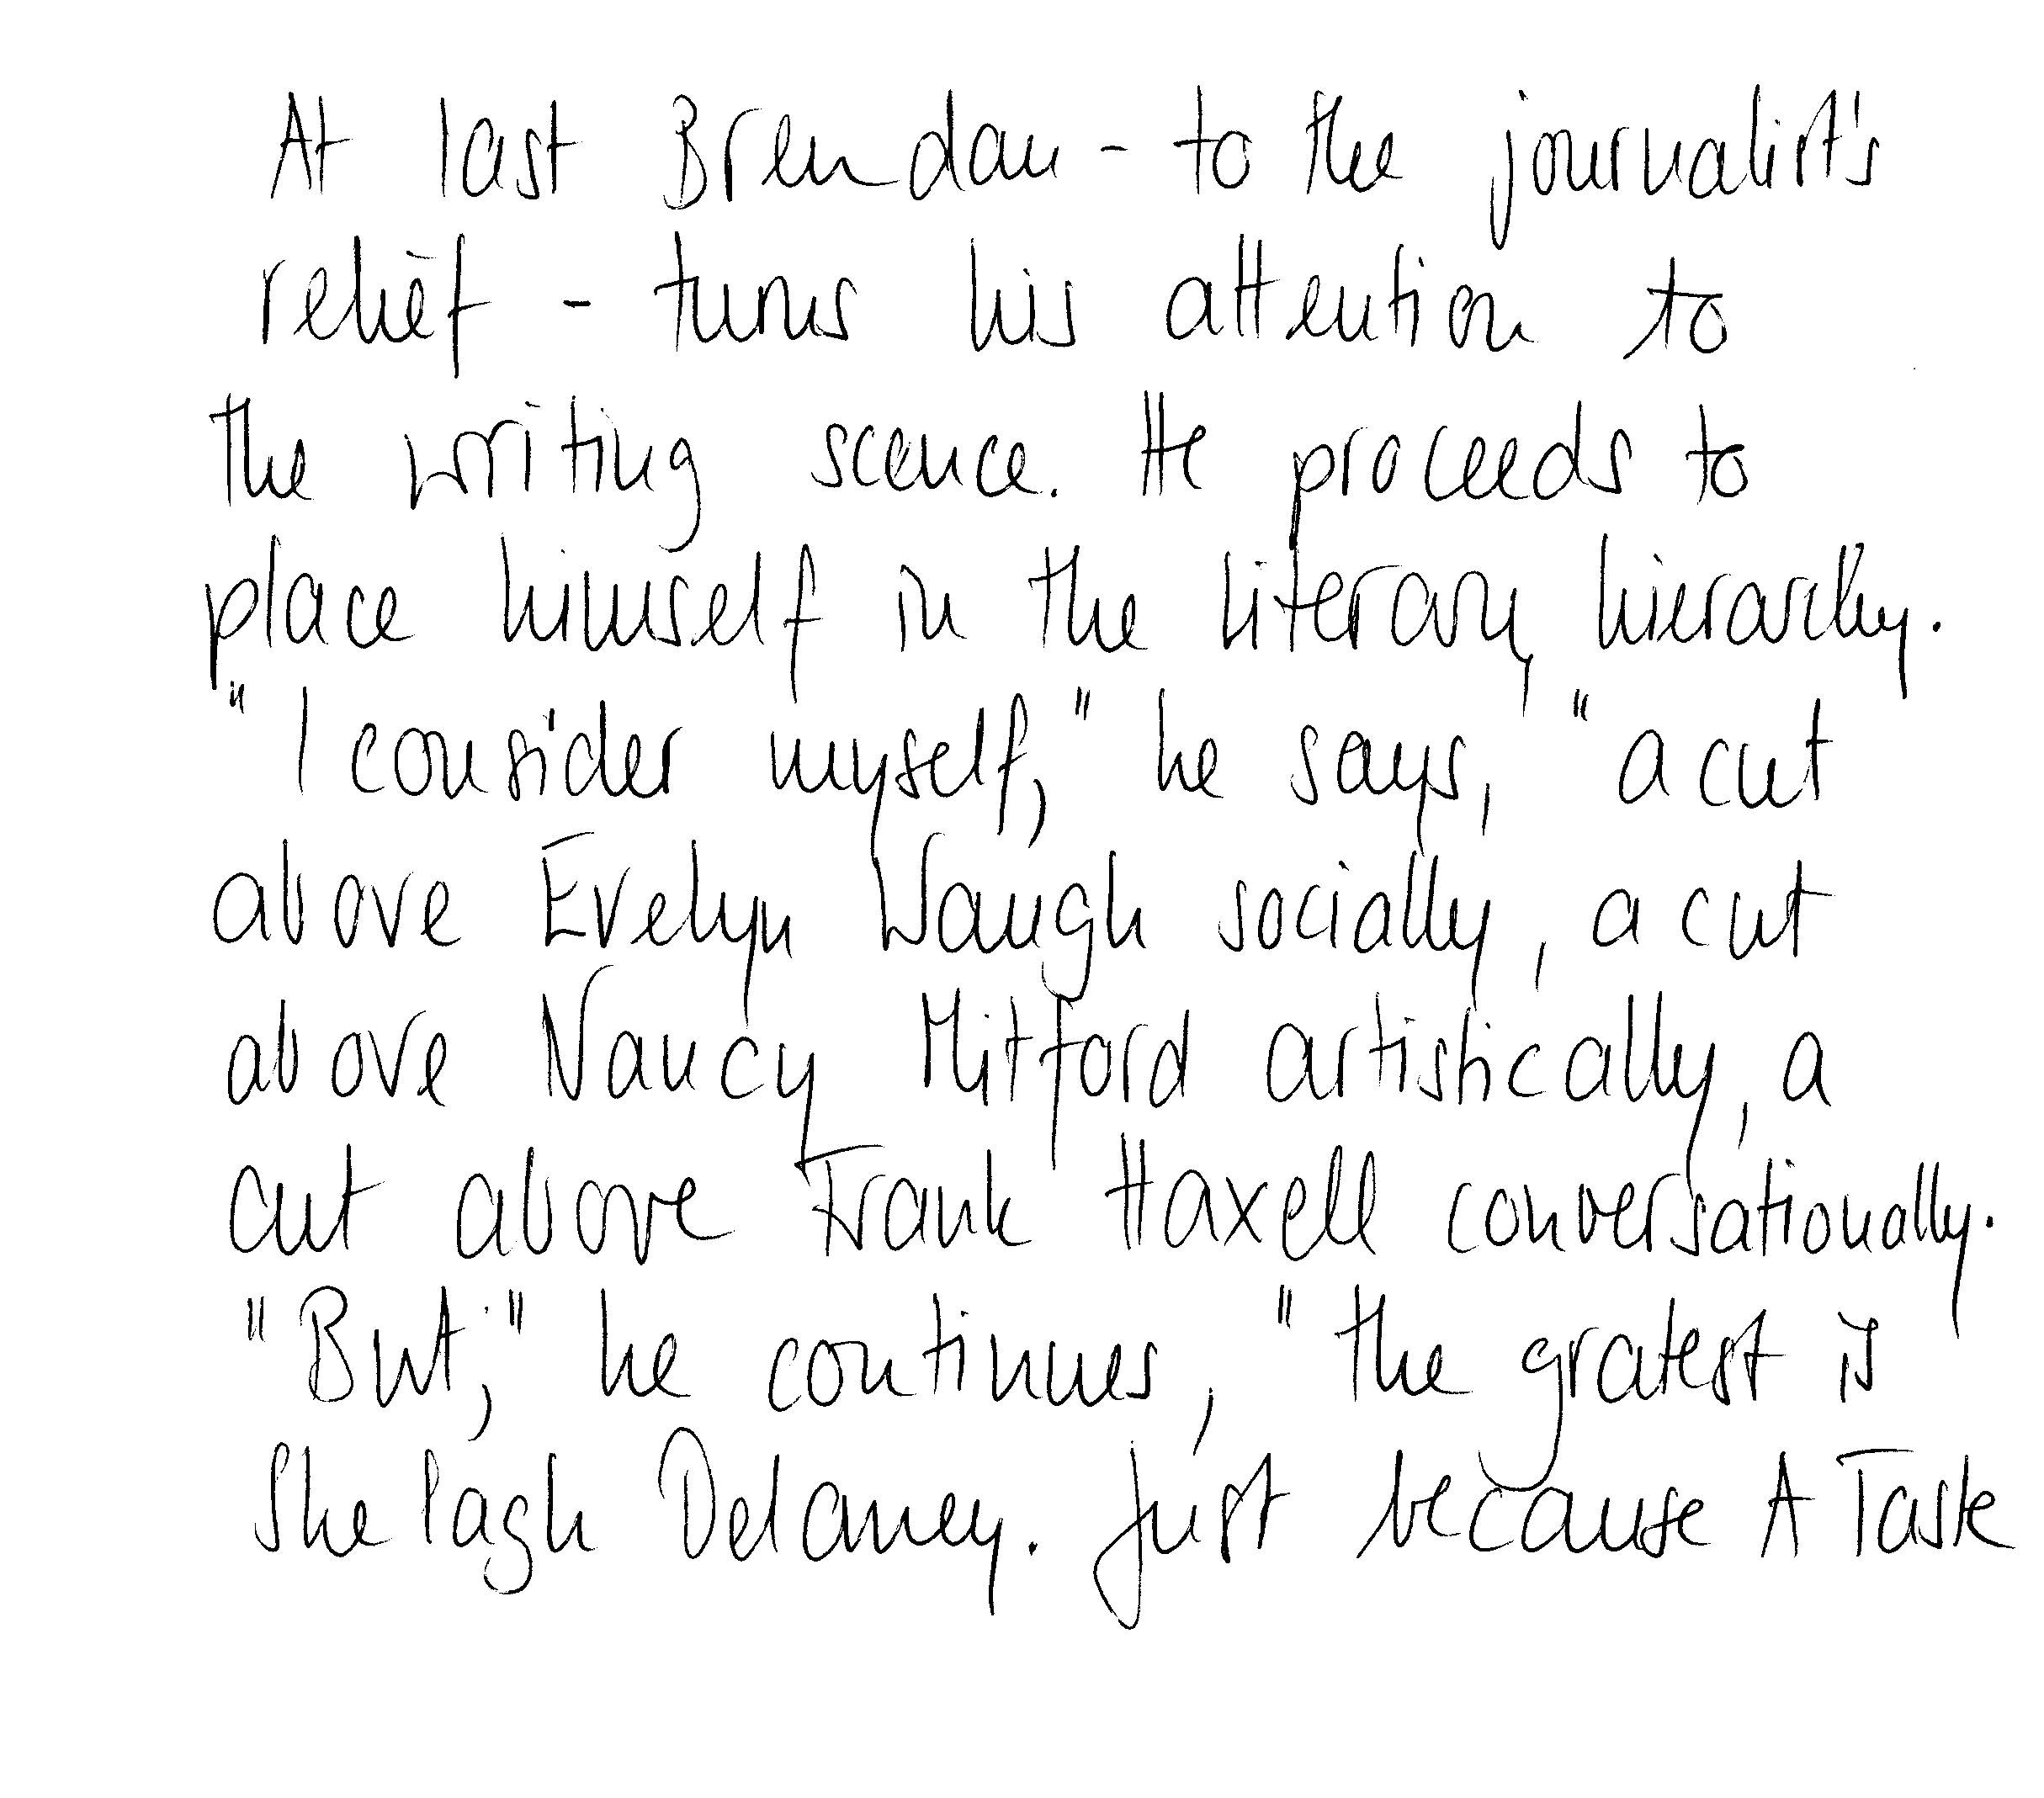 At last Brendan - to the journalist's
relief - turns his attention to
the writing scence. He proceeds to
place himself in the literary hierarchy.
"I consider myself," he says, "a cut
above Evelyn Waugh socially, a cut
above Nancy Mitford artistically, a
cut above Frank Haxell conversationally.
"But," he continues, "the gratest is
Shelagh Delaney. Just because A Taste